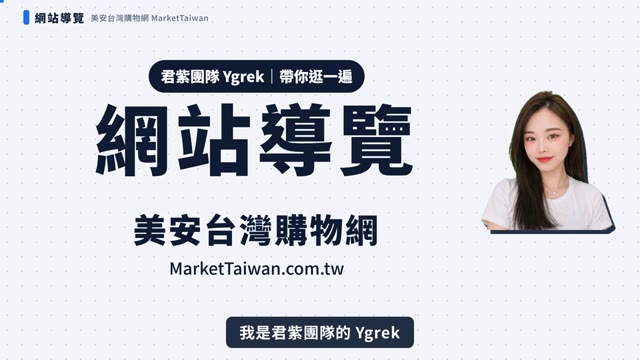 網站導覽 美安台灣購物網 MarketTaiwan
君紫團隊 Ygrek｜帶你逛一遍
網站導覽
美安台灣購物網
MarketTaiwan.com.tw
我是君紫團隊的 Ygrek